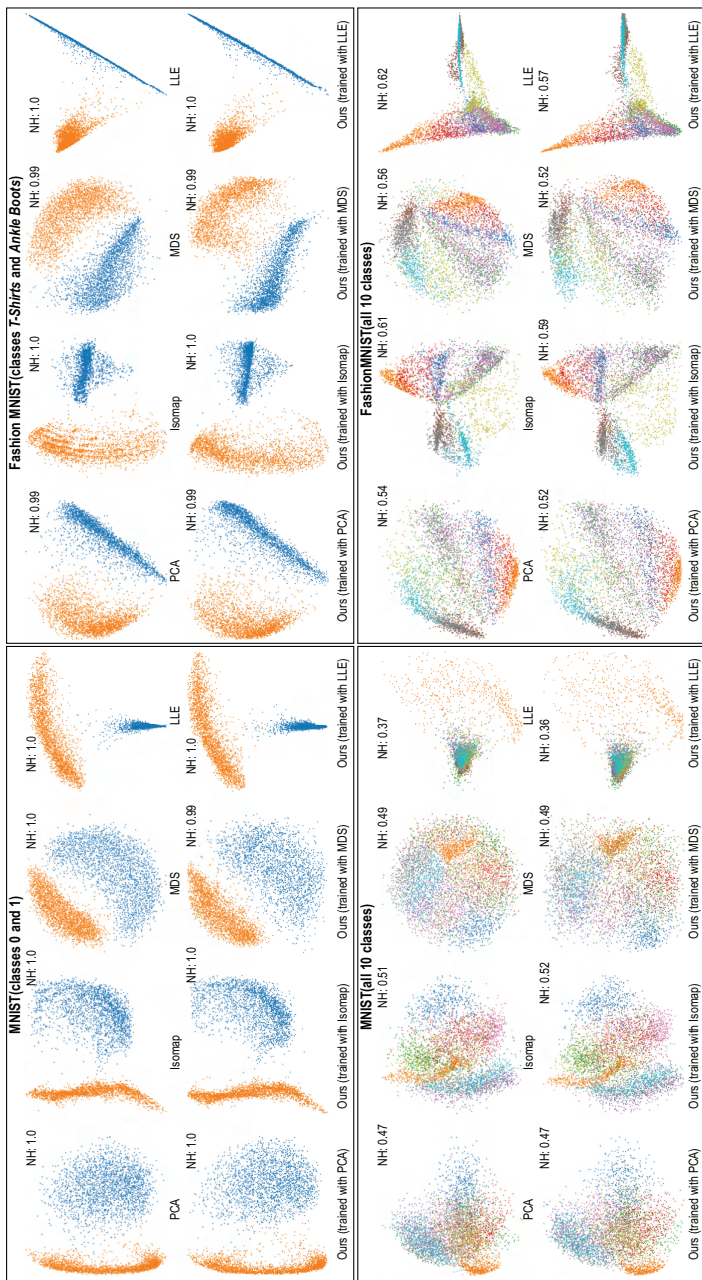 MNIST(classes 0 and 1)
NH: 1.0 NH: 1.0 NH: 1.0 NH: 1.0
PCA Isomap MDS LLE
NH: 1.0 NH: 1.0 NH: 0.99 NH: 1.0
Ours (trained with PCA) Ours (trained with Isomap) Ours (trained with MDS) Ours (trained with LLE)
Fashion MNIST(classes T-Shirts and Ankle Boots)
NH: 0.99 NH: 1.0 NH: 0.99 NH: 1.0
PCA Isomap MDS LLE
NH: 0.99 NH: 1.0 NH: 0.99 NH: 1.0
Ours (trained with PCA) Ours (trained with Isomap) Ours (trained with MDS) Ours (trained with LLE)
MNIST(all 10 classes)
NH: 0.47 NH: 0.51 NH: 0.49 NH: 0.37
PCA Isomap MDS LLE
NH: 0.47 NH: 0.52 NH: 0.49 NH: 0.36
Ours (trained with PCA) Ours (trained with Isomap) Ours (trained with MDS) Ours (trained with LLE)
FashionMNIST(all 10 classes)
NH: 0.54 NH: 0.61 NH: 0.56 NH: 0.62
PCA Isomap MDS LLE
NH: 0.52 NH: 0.59 NH: 0.52 NH: 0.57
Ours (trained with PCA) Ours (trained with Isomap) Ours (trained with MDS) Ours (trained with LLE)